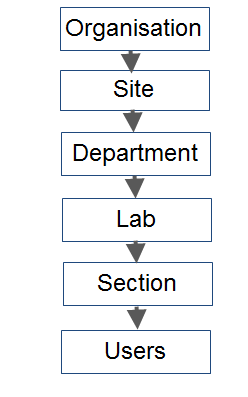 Organisation
Site
Department
Lab
Section
Users